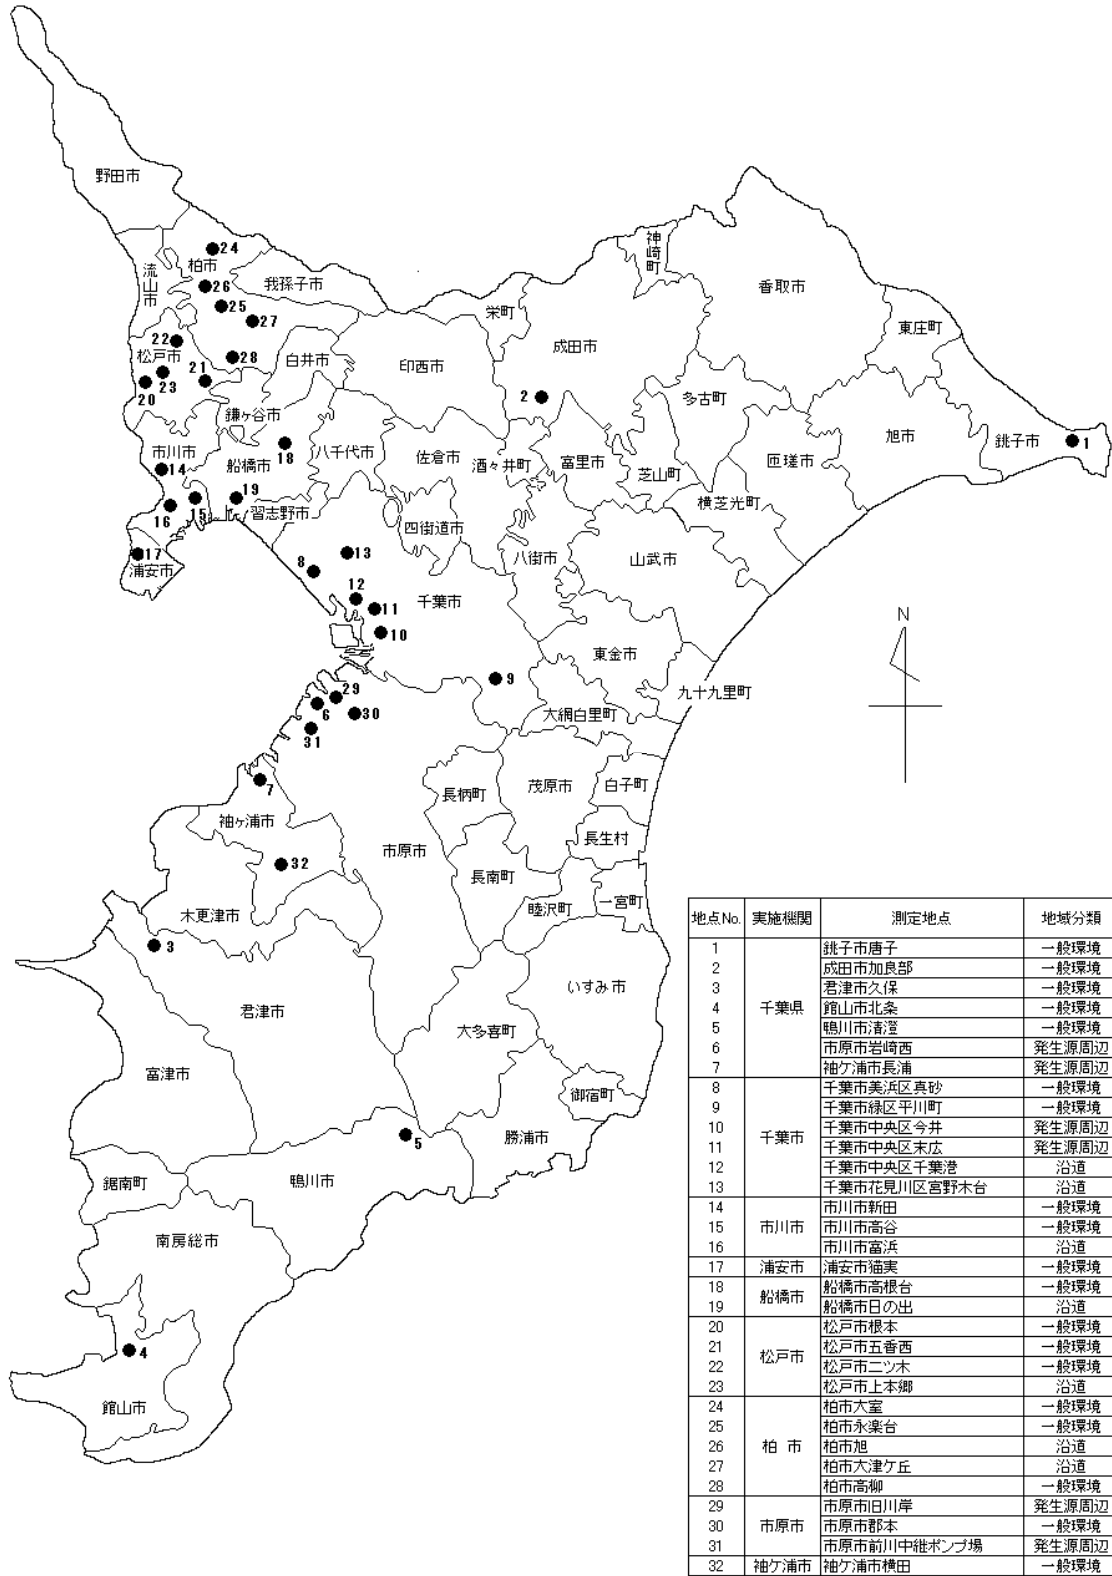 野田市
24
柏市
流山市
我孫子市
26
25
27
22
松戸市
28
21
20
23
白井市
印西市
栄町
成田市
神崎町
香取市
東庄町
2
多古町
鎌ヶ谷市
18
市川市
14
船橋市
八千代市
佐倉市
酒々井町
富里市
芝山町
匝瑳市
旭市
銚子市
1
横芝光町
19
習志野市
16
15
四街道市
17
浦安市
13
8
12
11
千葉市
10
八街市
山武市
東金市
9
大網白里町
九十九里町
N
29
6
30
31
7
袖ヶ浦市
市原市
長柄町
茂原市
白子町
長生村
32
長南町
睦沢町
一宮町
木更津市
3
君津市
富津市
いすみ市
大多喜町
御宿町
勝浦市
5
鴨川市
鋸南町
南房総市
4
館山市
地点No. 実施機関 測定地点 地域分類
1 銚子市唐子 一般環境
2 成田市加良部 一般環境
3 君津市久保 一般環境
4 千葉県 館山市北条 一般環境
5 鴨川市清澄 一般環境
6 市原市岩崎西 発生源周辺
7 袖ケ浦市長浦 発生源周辺
8 千葉市美浜区真砂 一般環境
9 千葉市緑区平川町 一般環境
10 千葉市 千葉市中央区今井 発生源周辺
11 千葉市中央区末広 発生源周辺
12 千葉市中央区千葉港 沿道
13 千葉市花見川区宮野木台 沿道
14 市川市新田 一般環境
15 市川市 市川市高谷 一般環境
16 市川市富浜 沿道
17 浦安市 浦安市猫実 一般環境
18 船橋市 船橋市高根台 一般環境
19 船橋市日の出 沿道
20 松戸市根本 一般環境
21 松戸市 松戸市五香西 一般環境
22 松戸市二ツ木 一般環境
23 松戸市上本郷 沿道
24 柏市大室 一般環境
25 柏市永楽台 一般環境
26 柏 市 柏市旭 沿道
27 柏市大津ケ丘 沿道
28 柏市高柳 一般環境
29 市原市旧川岸 発生源周辺
30 市原市 市原市郡本 一般環境
31 市原市前川中継ポンプ場 発生源周辺
32 袖ケ浦市 袖ケ浦市横田 一般環境